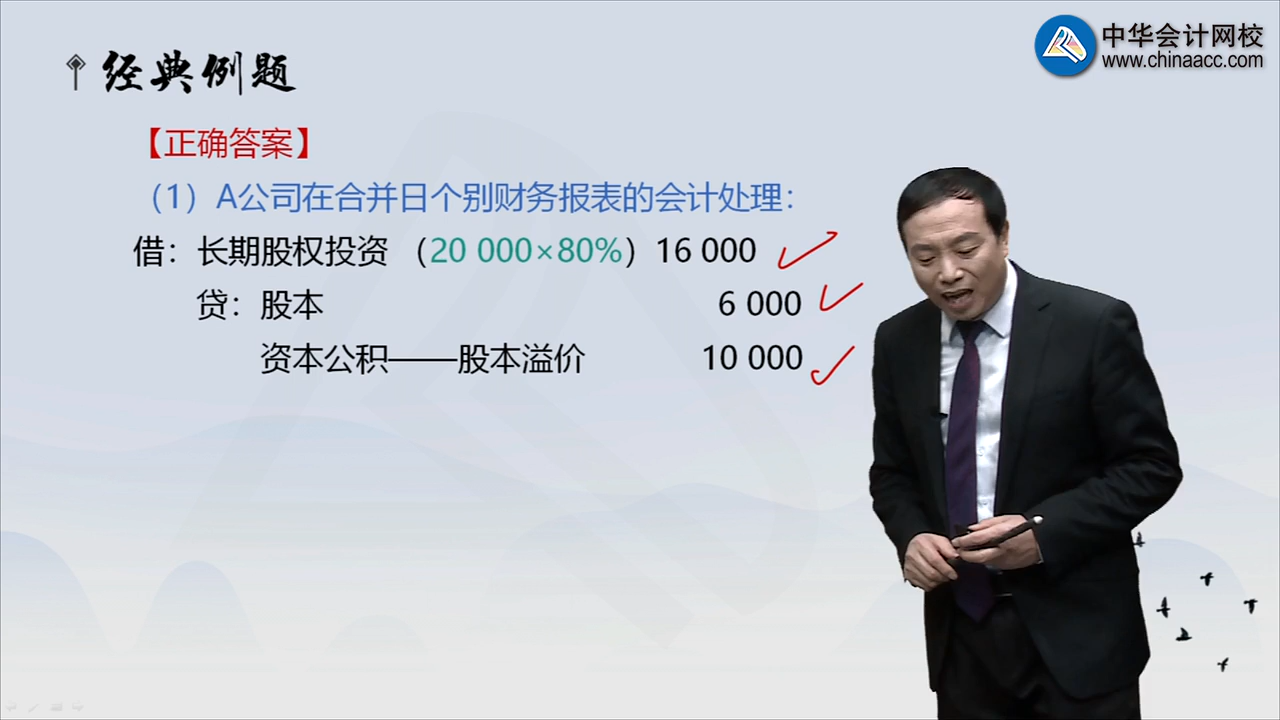 中华会计网校
www.chinaacc.com
经典例题
【正确答案】
（1）A公司在合并日个别财务报表的会计处理：
借：长期股权投资 （20 000×80%）16 000
贷：股本 6 000
资本公积——股本溢价 10 000